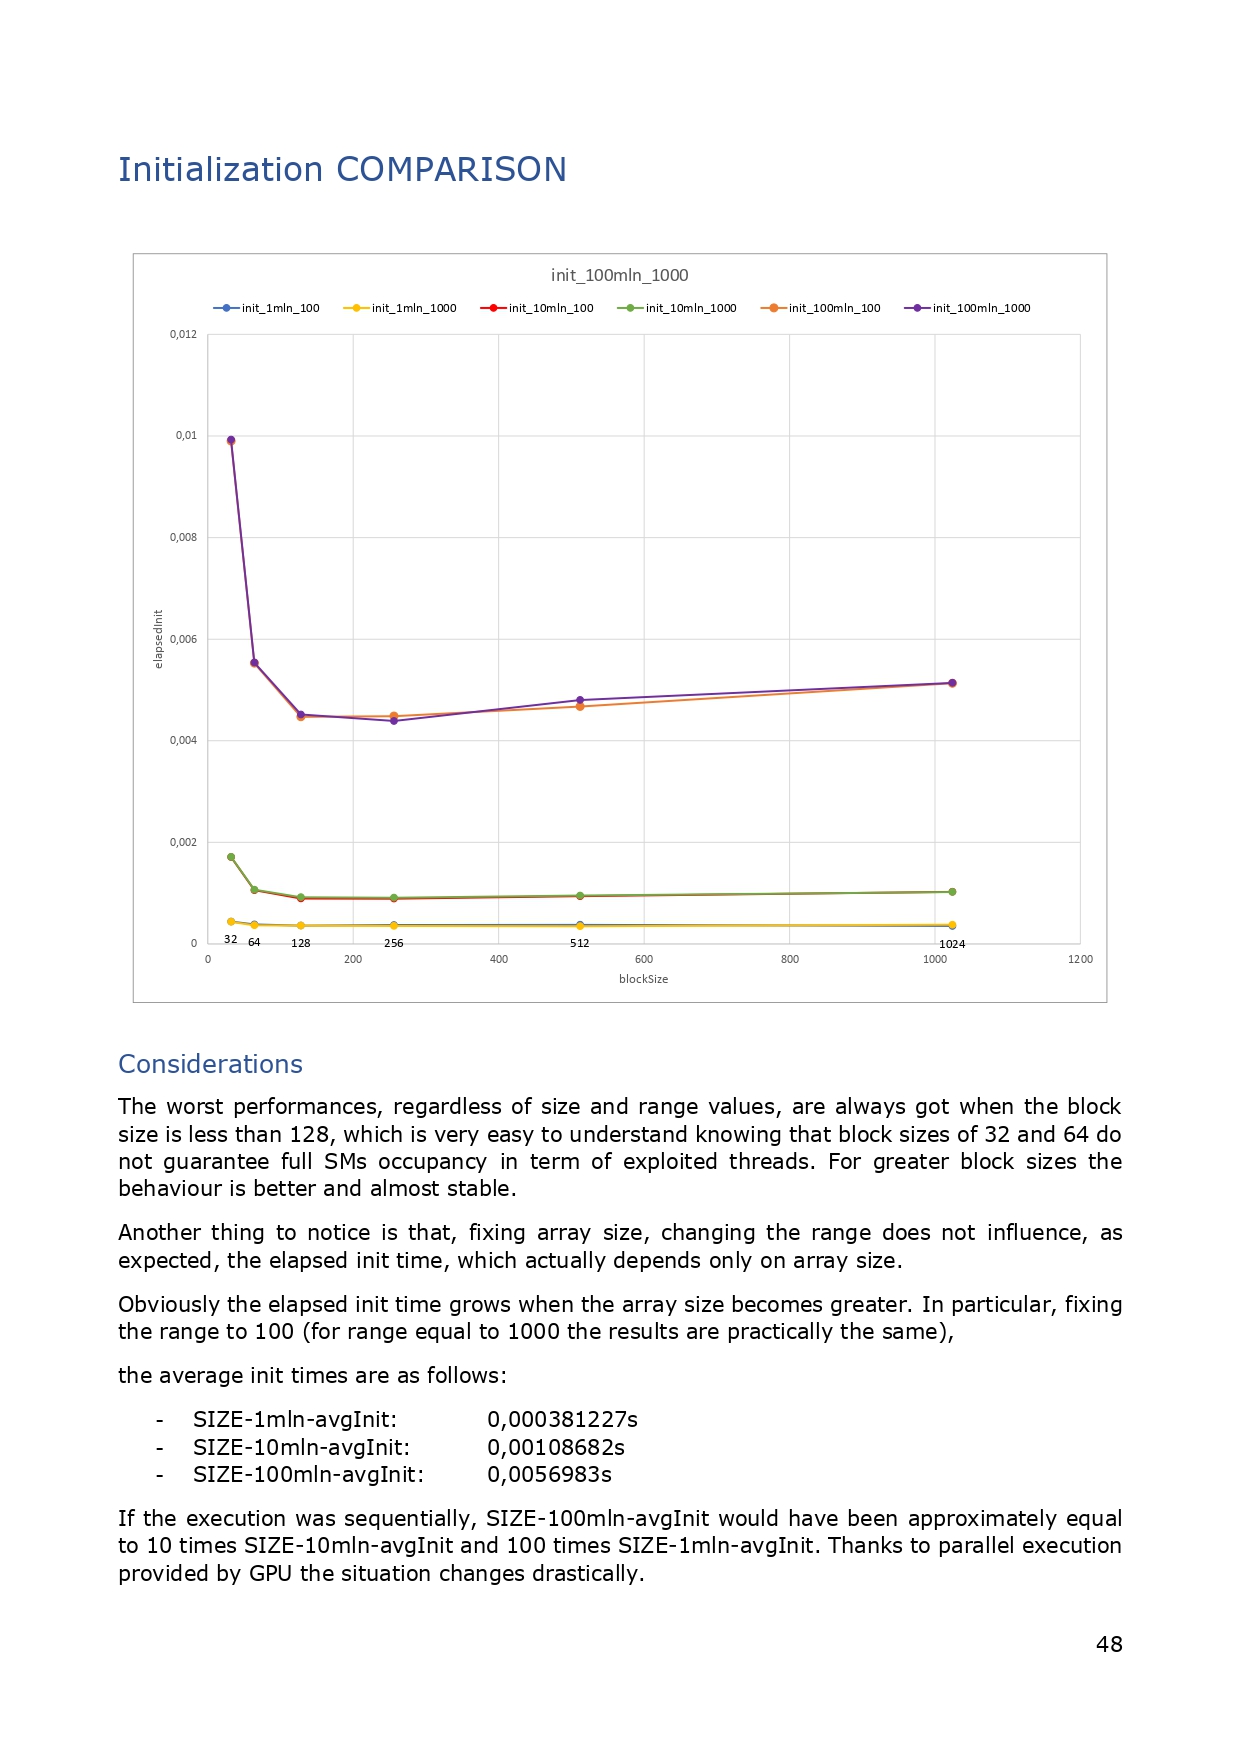 Initialization COMPARISON
init_100mln_1000
init_1mln_100 init_1mln_1000 init_10mln_100 init_10mln_1000 init_100mln_100 init_100mln_1000
0,012
0,01
0,008
0,006
0,004
0,002
0
elapsedInit
32 64 128 256 512 1024
0 200 400 600 800 1000 1200
blockSize
Considerations
The worst performances, regardless of size and range values, are always got when the block
size is less than 128, which is very easy to understand knowing that block sizes of 32 and 64 do
not guarantee full SMs occupancy in term of exploited threads. For greater block sizes the
behaviour is better and almost stable.
Another thing to notice is that, fixing array size, changing the range does not influence, as
expected, the elapsed init time, which actually depends only on array size.
Obviously the elapsed init time grows when the array size becomes greater. In particular, fixing
the range to 100 (for range equal to 1000 the results are practically the same),
the average init times are as follows:
- SIZE-1mln-avgInit: 0,000381227s
- SIZE-10mln-avgInit: 0,00108682s
- SIZE-100mln-avgInit: 0,0056983s
If the execution was sequentially, SIZE-100mln-avgInit would have been approximately equal
to 10 times SIZE-10mln-avgInit and 100 times SIZE-1mln-avgInit. Thanks to parallel execution
provided by GPU the situation changes drastically.
48